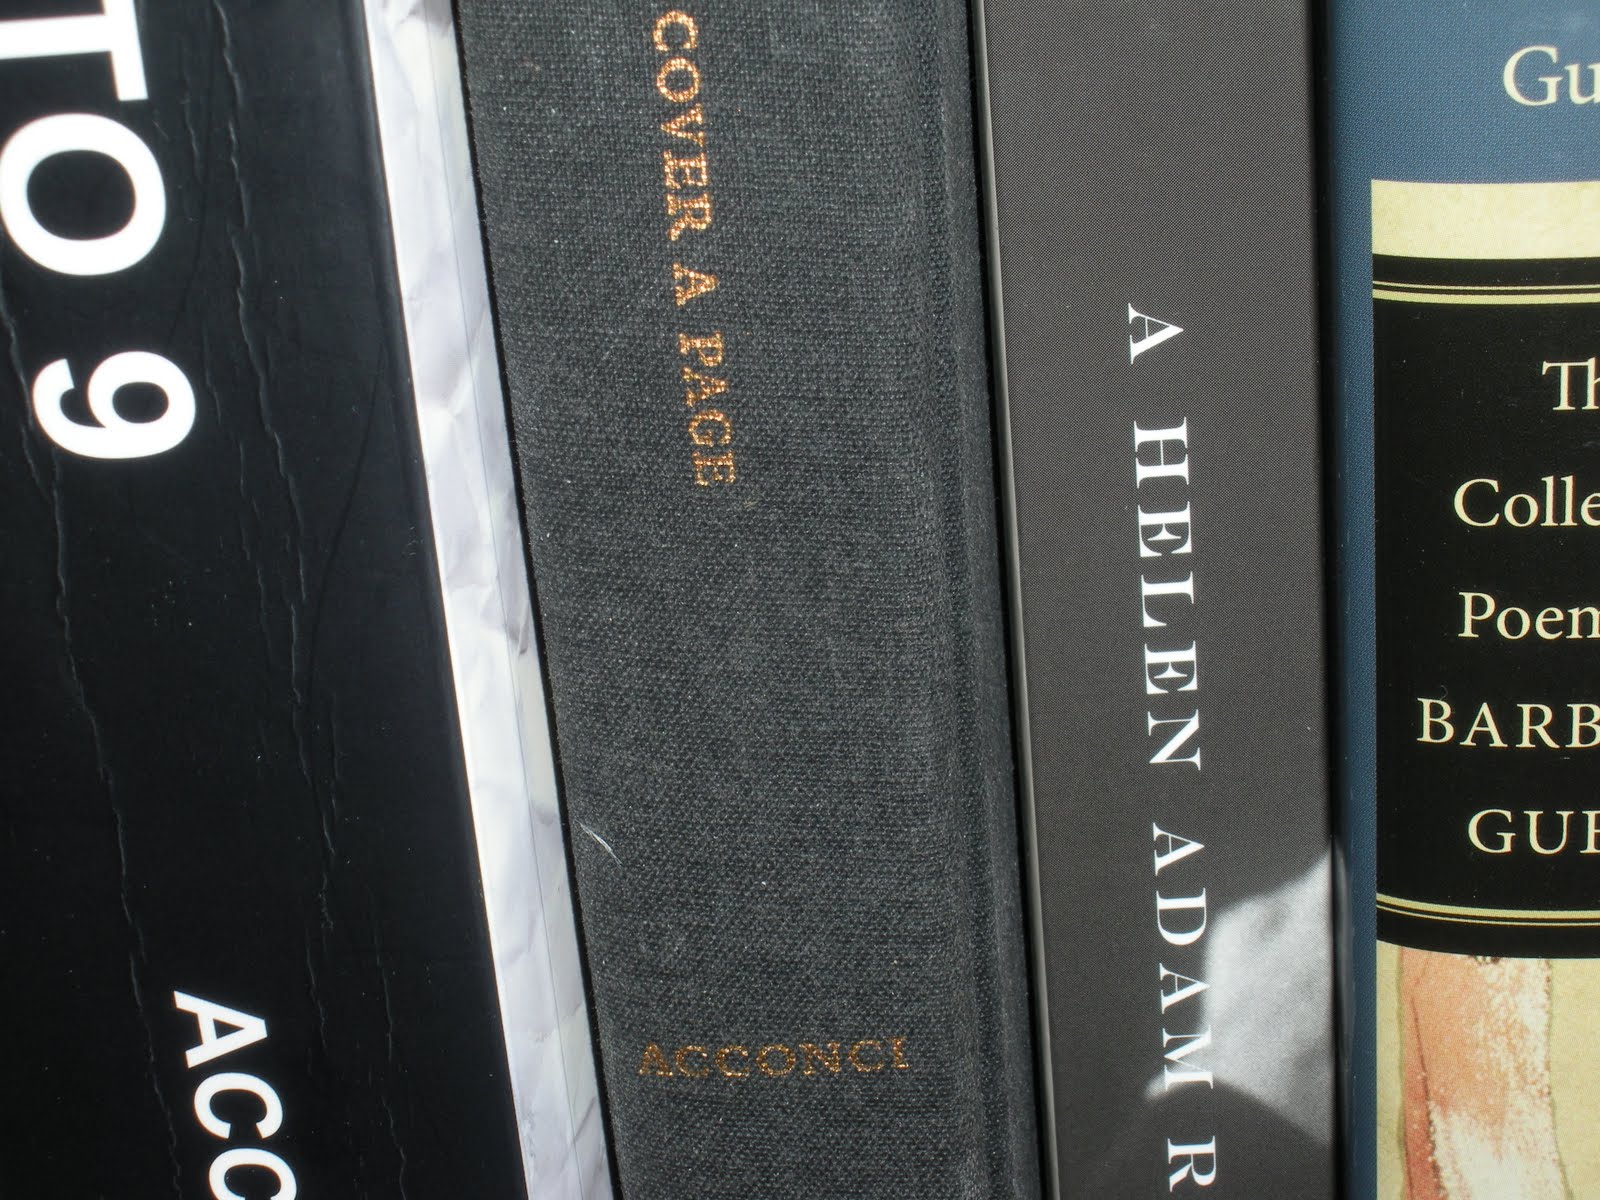 TO 9
ACC
COVER A PAGE
ACCONCI
A HELEN ADAM R
Gu
Th
Colle
Poem
BARB
GUE